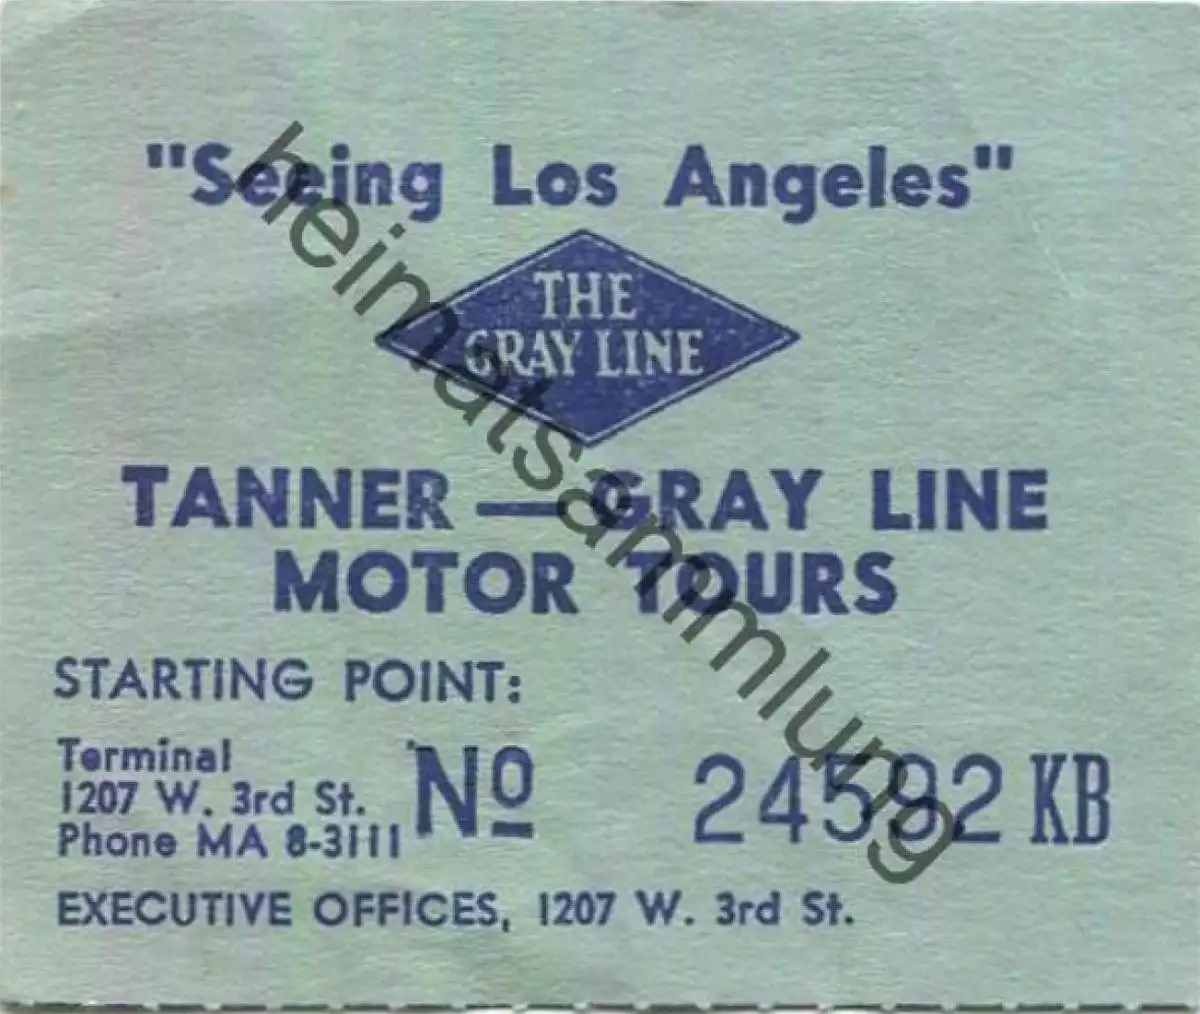 "Seeing Los Angeles"
THE
GRAY LINE
TANNER — GRAY LINE
MOTOR TOURS
STARTING POINT:
Terminal
1207 W. 3rd St.
Phone MA 8-3111
Nº 24592 KB
EXECUTIVE OFFICES, 1207 W. 3rd St.
heimatsammlung